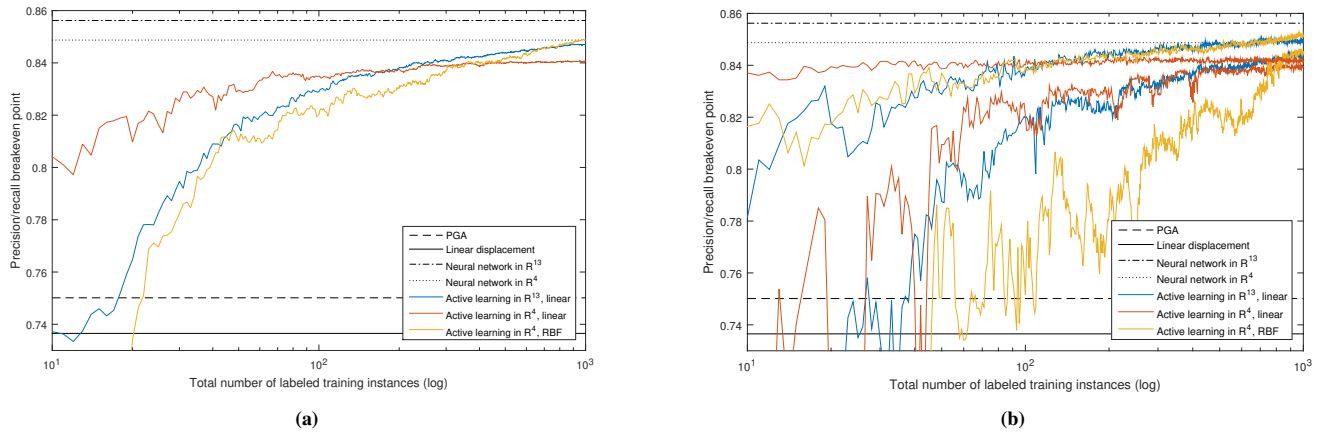 0.86
0.84
0.82
0.8
0.78
0.76
0.74
Precision/recall breakeven point
PGA
Linear displacement
Neural network in R^13
Neural network in R^4
Active learning in R^13, linear
Active learning in R^4, linear
Active learning in R^4, RBF
10^1
10^2
10^3
Total number of labeled training instances (log)
(a)
0.86
0.84
0.82
0.8
0.78
0.76
0.74
Precision/recall breakeven point
PGA
Linear displacement
Neural network in R^13
Neural network in R^4
Active learning in R^13, linear
Active learning in R^4, linear
Active learning in R^4, RBF
10^1
10^2
10^3
Total number of labeled training instances (log)
(b)